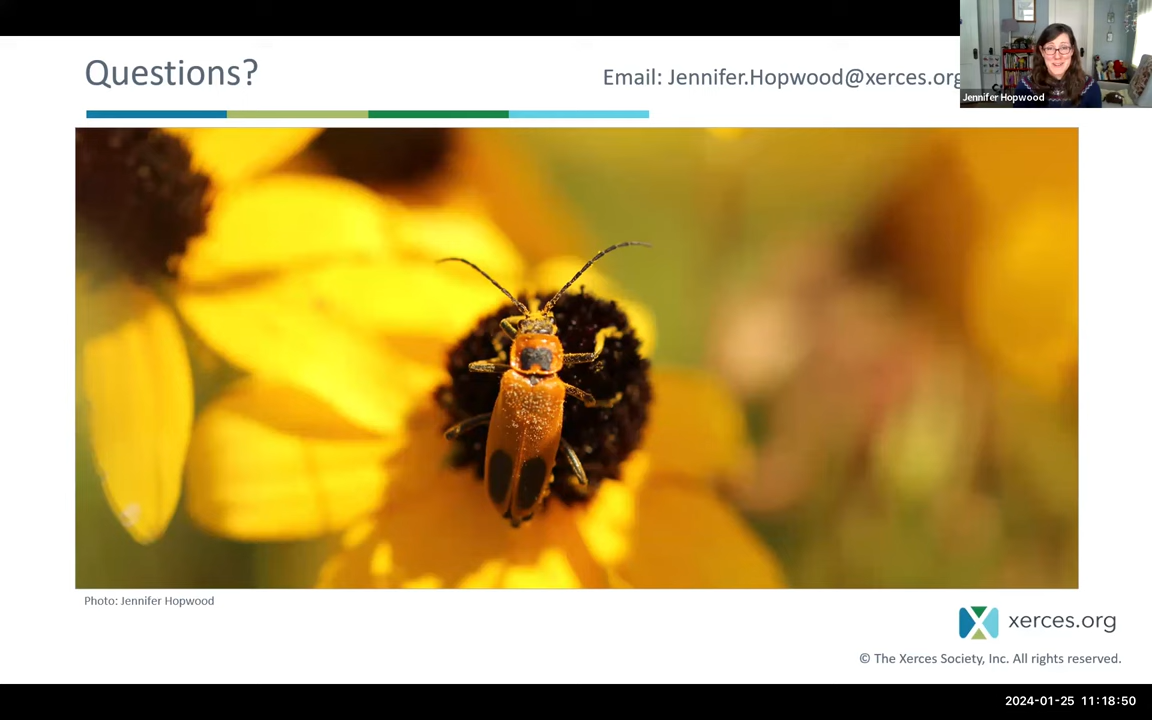 Questions?
Email: Jennifer.Hopwood@xerces.org
Jennifer Hopwood
Photo: Jennifer Hopwood
xerces.org
© The Xerces Society, Inc. All rights reserved.
2024-01-25 11:18:50